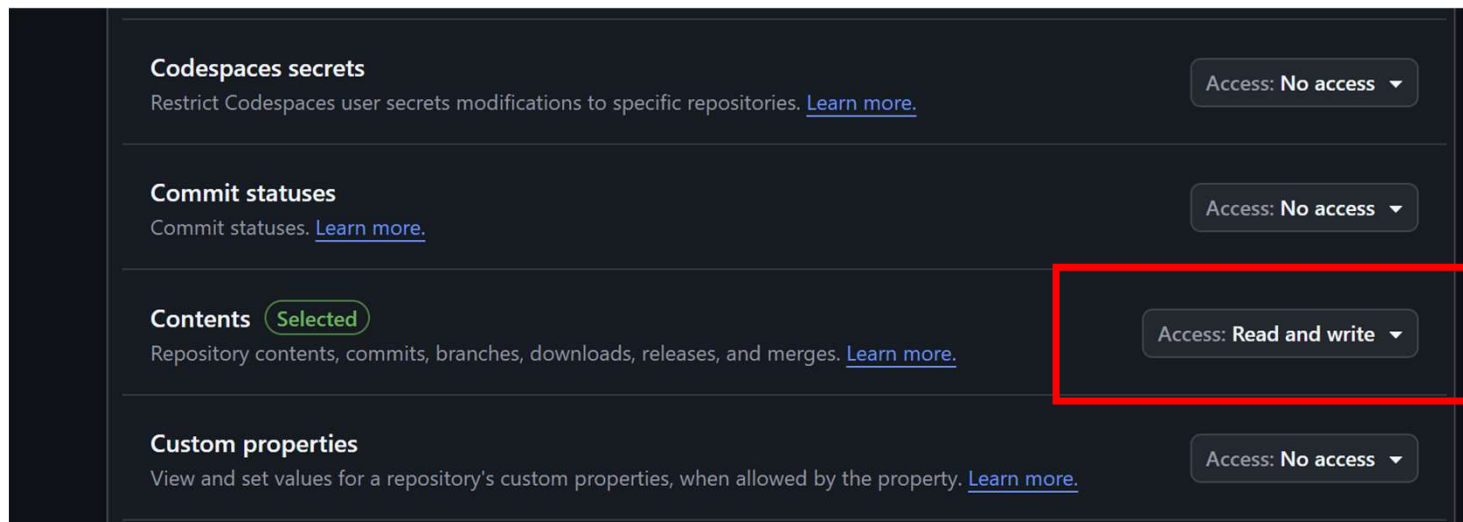 Codespaces secrets
Access: No access
Restrict Codespaces user secrets modifications to specific repositories. Learn more.
Commit statuses
Access: No access
Commit statuses. Learn more.
Contents Selected
Access: Read and write
Repository contents, commits, branches, downloads, releases, and merges. Learn more.
Custom properties
Access: No access
View and set values for a repository's custom properties, when allowed by the property. Learn more.